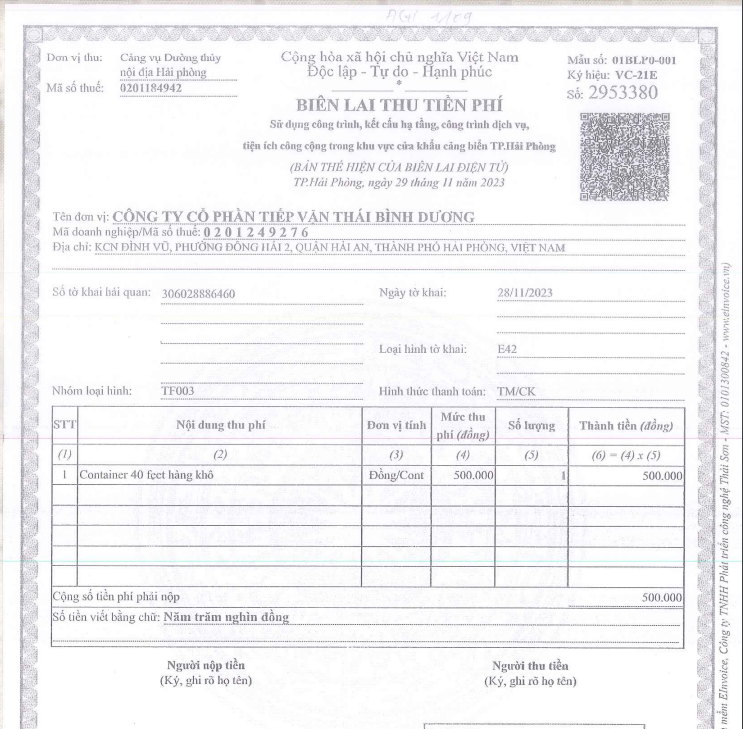 Đơn vị thu: Cảng vụ Đường thủy
nội địa Hải phòng
Mã số thuế: 0201184942
Cộng hòa xã hội chủ nghĩa Việt Nam
Độc lập - Tự do - Hạnh phúc
*
BIÊN LAI THU TIỀN PHÍ
Sử dụng công trình, kết cấu hạ tầng, công trình dịch vụ,
tiện ích công cộng trong khu vực cửa khẩu cảng biển TP.Hải Phòng
(BẢN THỂ HIỆN CỦA BIÊN LAI ĐIỆN TỬ)
TP.Hải Phòng, ngày 29 tháng 11 năm 2023
Mẫu số: 01BLP0-001
Ký hiệu: VC-21E
Số: 2953380
Tên đơn vị: CÔNG TY CỔ PHẦN TIẾP VẬN THÁI BÌNH DƯƠNG
Mã doanh nghiệp/Mã số thuế: 0201249276
Địa chỉ: KCN ĐÌNH VŨ, PHƯỜNG ĐÔNG HẢI 2, QUẬN HẢI AN, THÀNH PHỐ HẢI PHÒNG, VIỆT NAM
Số tờ khai hải quan: 306028886460 Ngày tờ khai: 28/11/2023
Loại hình tờ khai: E42
Nhóm loại hình: TF003 Hình thức thanh toán: TM/CK
STT Nội dung thu phí Đơn vị tính Mức thu phí (đồng) Số lượng Thành tiền (đồng)
(1) (2) (3) (4) (5) (6) = (4) x (5)
1 Container 40 feet hàng khô Đồng/Cont 500.000 1 500.000
Cộng số tiền phí phải nộp 500.000
Số tiền viết bằng chữ: Năm trăm nghìn đồng
Người nộp tiền Người thu tiền
(Ký, ghi rõ họ tên) (Ký, ghi rõ họ tên)
mềm EInvoice, Công ty TNHH Phát triển công nghệ Thái Sơn - MST: 0101300842 - www.einvoice.vn)